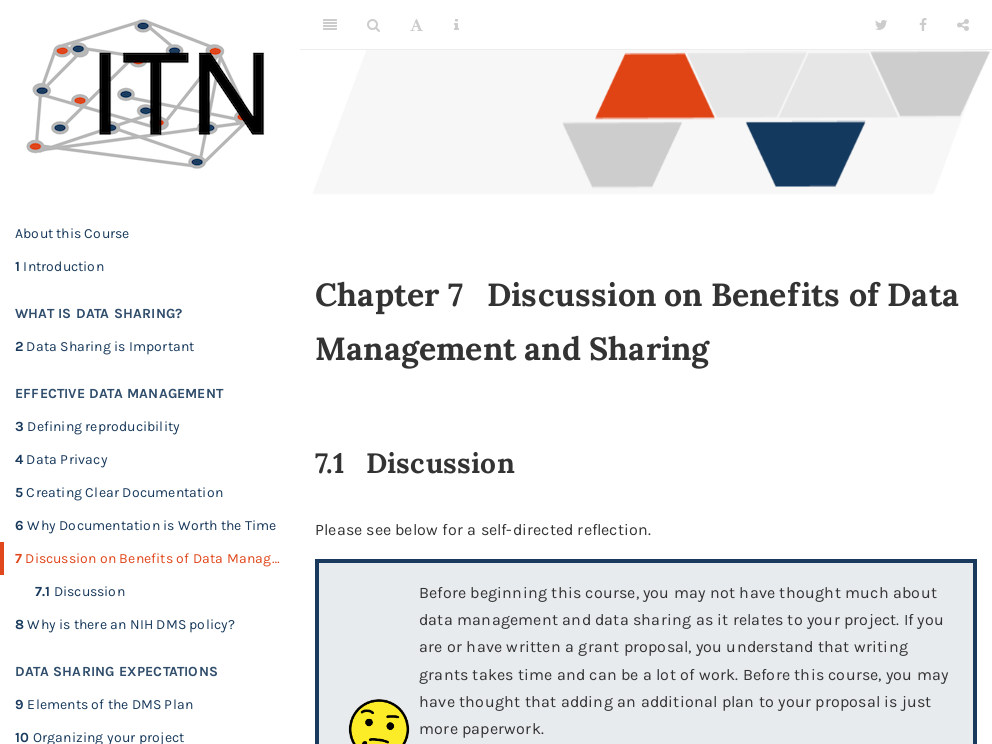 ITN
About this Course
1 Introduction
WHAT IS DATA SHARING?
2 Data Sharing is Important
EFFECTIVE DATA MANAGEMENT
3 Defining reproducibility
4 Data Privacy
5 Creating Clear Documentation
6 Why Documentation is Worth the Time
7 Discussion on Benefits of Data Manag...
7.1 Discussion
8 Why is there an NIH DMS policy?
DATA SHARING EXPECTATIONS
9 Elements of the DMS Plan
10 Organizing your project
Chapter 7 Discussion on Benefits of Data
Management and Sharing
7.1 Discussion
Please see below for a self-directed reflection.
Before beginning this course, you may not have thought much about
data management and data sharing as it relates to your project. If you
are or have written a grant proposal, you understand that writing
grants takes time and can be a lot of work. Before this course, you may
have thought that adding an additional plan to your proposal is just
more paperwork.